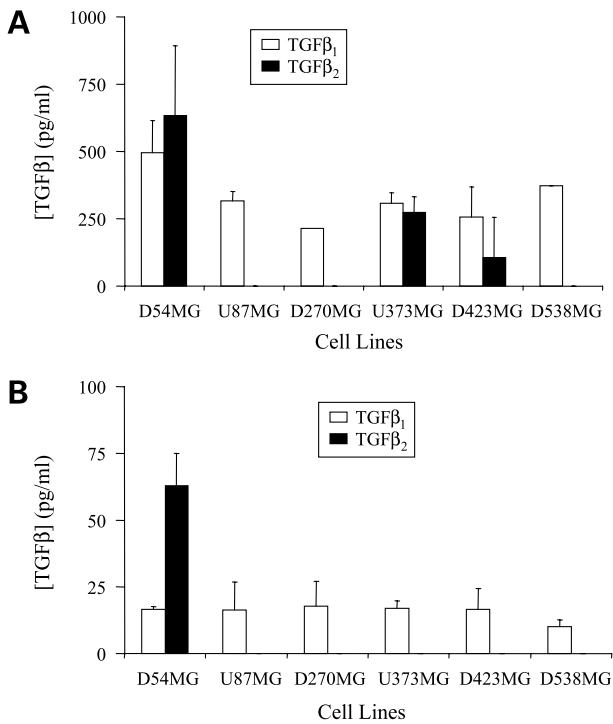 A
1000
750
500
250
0
[TGFβ] (pg/ml)
TGFβ₁
TGFβ₂
D54MG U87MG D270MG U373MG D423MG D538MG
Cell Lines
B
100
75
50
25
0
[TGFβ] (pg/ml)
TGFβ₁
TGFβ₂
D54MG U87MG D270MG U373MG D423MG D538MG
Cell Lines